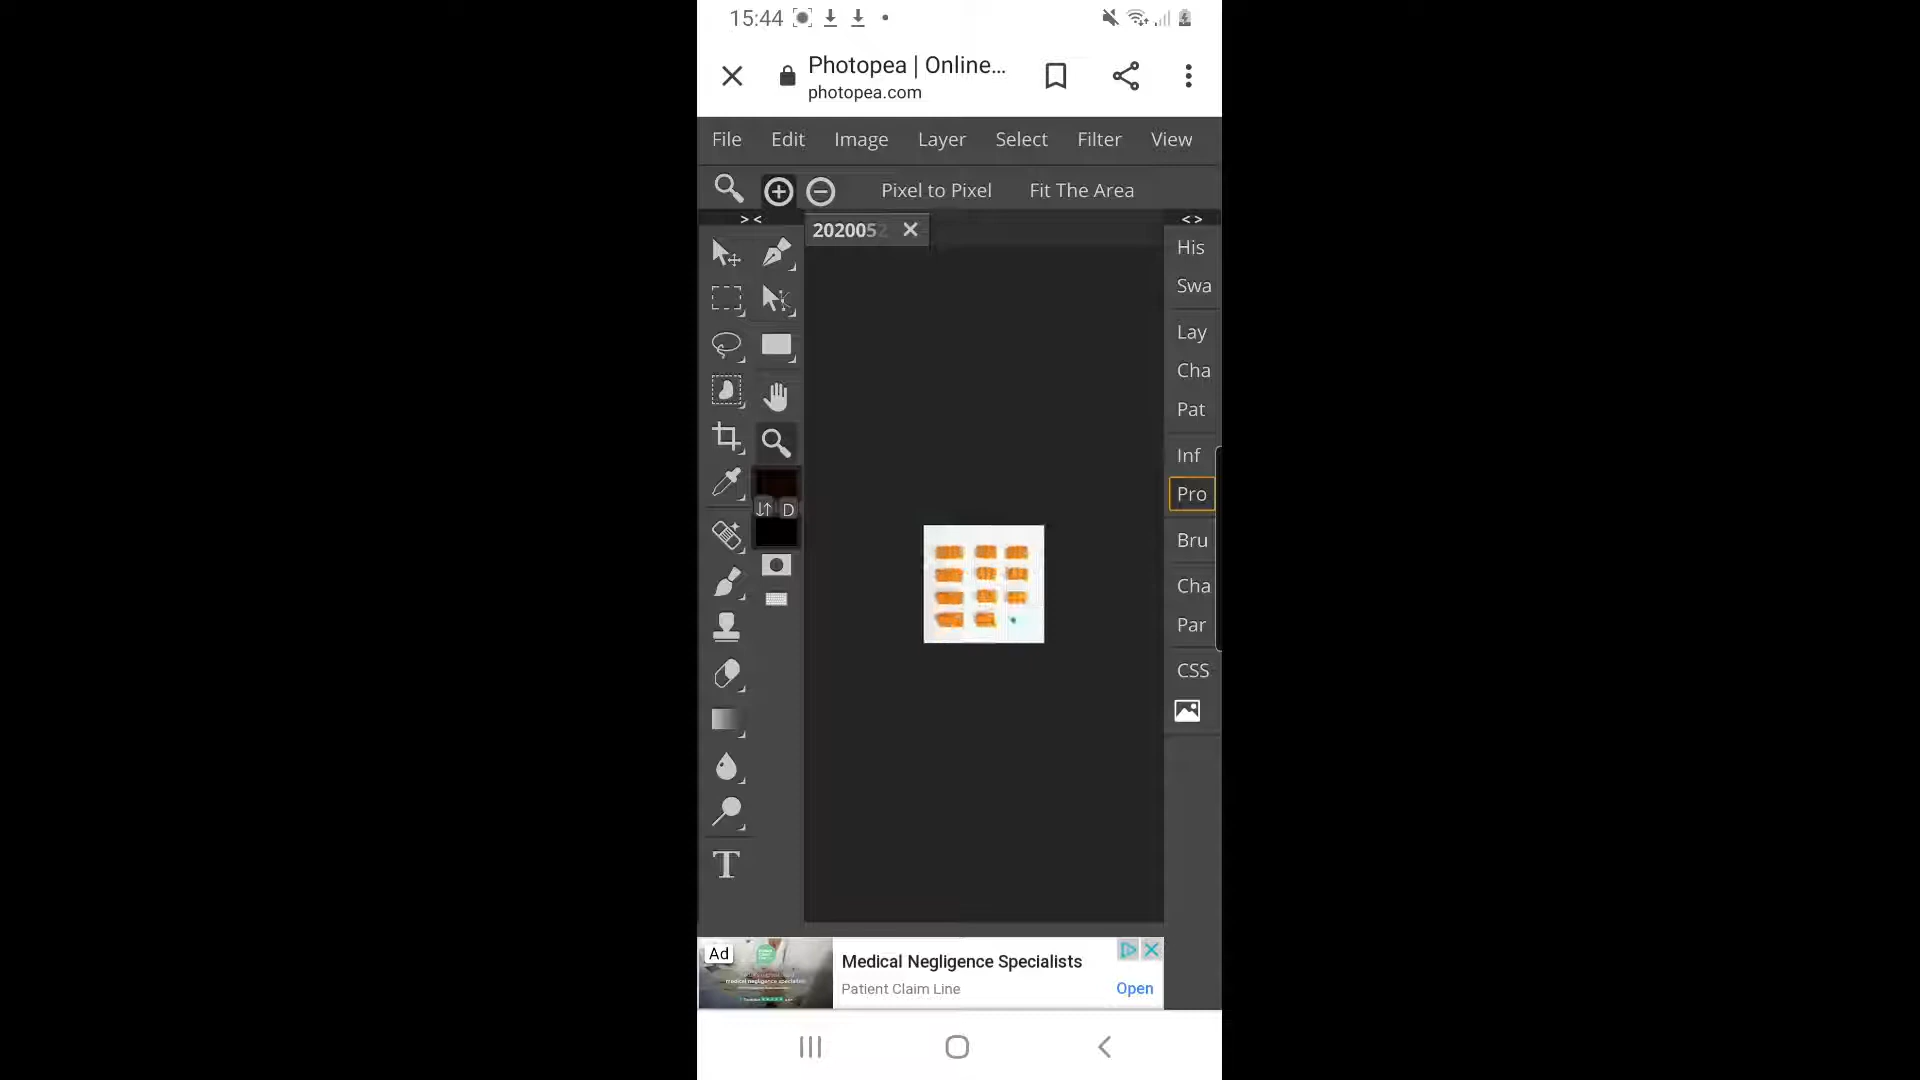 15:44
Photopea | Online...
photopea.com
File Edit Image Layer Select Filter View
Pixel to Pixel Fit The Area
> < < >
202005
His
Swa
Lay
Cha
Pat
Inf
Pro
D
Bru
Cha
Par
CSS
T
Ad
Medical Negligence Specialists
Patient Claim Line
Open